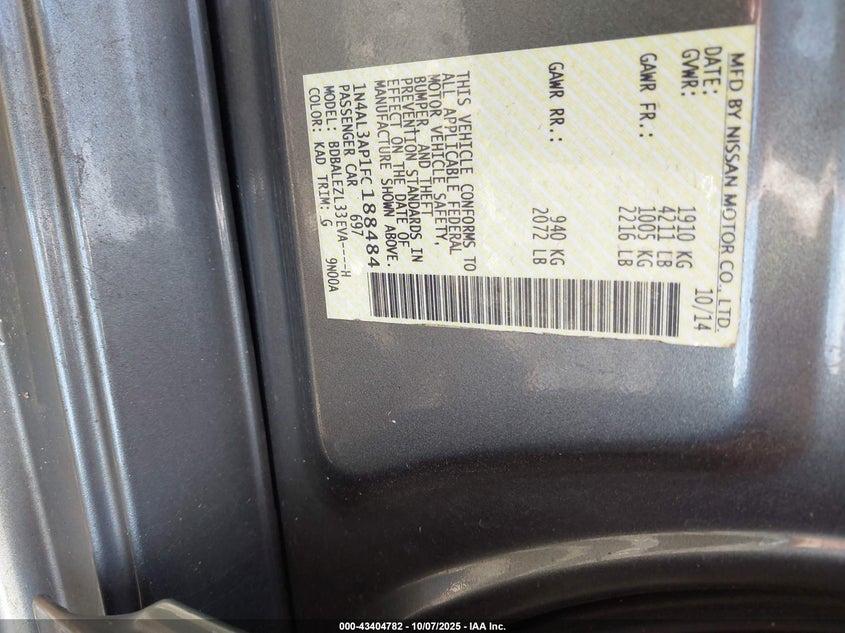 MFD BY NISSAN MOTOR CO., LTD.
DATE: 10/14
GVWR: 1910 KG
4211 LB
GAWR FR.: 1005 KG
2216 LB
GAWR RR.: 940 KG
2072 LB
THIS VEHICLE CONFORMS TO
ALL APPLICABLE FEDERAL
MOTOR VEHICLE SAFETY,
BUMPER, AND THEFT
PREVENTION STANDARDS IN
EFFECT ON THE DATE OF
MANUFACTURE SHOWN ABOVE.
1N4AL3AP1FC188484
PASSENGER CAR 697
MODEL: BDBALEZL33EVA----H
COLOR: KAD TRIM: G 9N00A
000-43404782 - 10/07/2025 - IAA Inc.